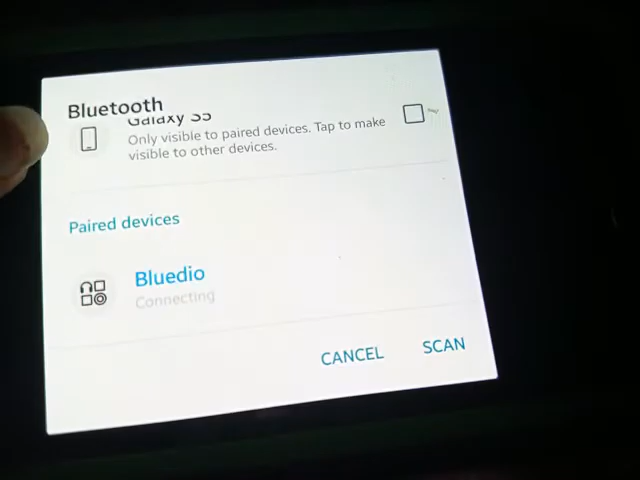 Bluetooth
Galaxy S5
Only visible to paired devices. Tap to make
visible to other devices.
Paired devices
Bluedio
Connecting
CANCEL
SCAN